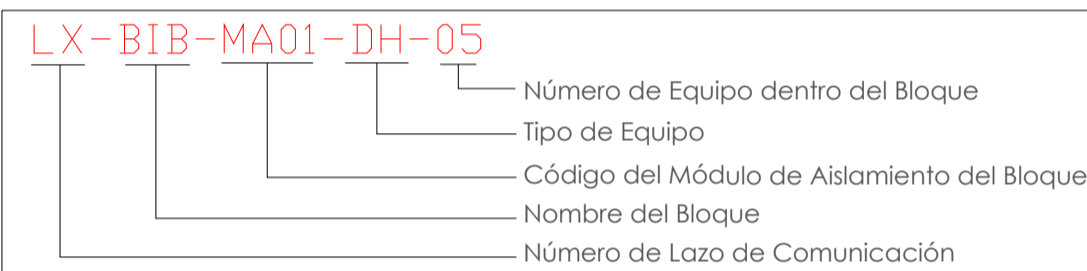 LX-BIB-MA01-DH-05
Número de Equipo dentro del Bloque
Tipo de Equipo
Código del Módulo de Aislamiento del Bloque
Nombre del Bloque
Número de Lazo de Comunicación